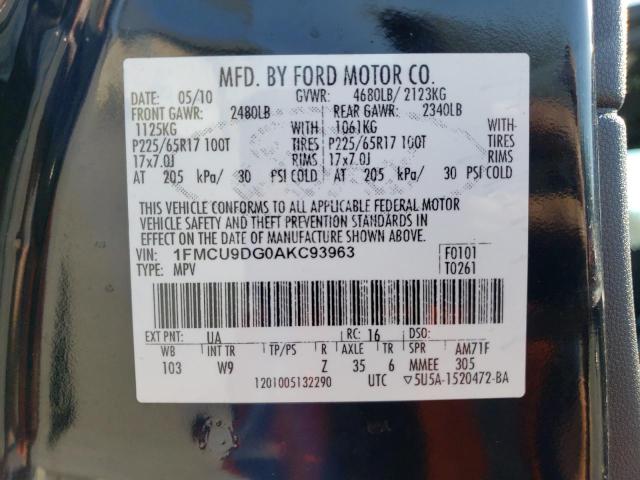 MFD. BY FORD MOTOR CO.
DATE: 05/10 GVWR: 4680LB/ 2123KG
FRONT GAWR: 2480LB REAR GAWR: 2340LB
1125KG WITH 1061KG WITH
P225/65R17 100T TIRES P225/65R17 100T TIRES
17x7.0J RIMS 17x7.0J RIMS
AT 205 kPa/ 30 PSI COLD AT 205 kPa/ 30 PSI COLD
THIS VEHICLE CONFORMS TO ALL APPLICABLE FEDERAL MOTOR
VEHICLE SAFETY AND THEFT PREVENTION STANDARDS IN
EFFECT ON THE DATE OF MANUFACTURE SHOWN ABOVE.
VIN: 1FMCU9DG0AKC93963 F0101
TYPE: MPV T0261
EXT PNT: UA RC: 16 DSO:
WB INT TR TP/PS R AXLE TR SPR AM71F
103 W9 Z 35 6 MMEE 305
1201005132290 UTC ▽5U5A-1520472-BA